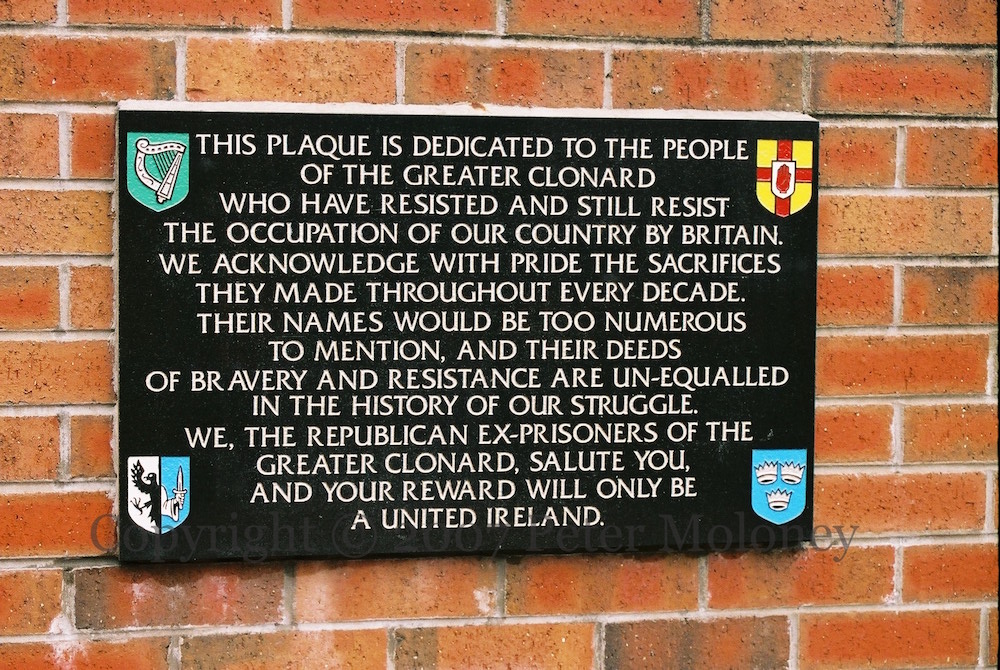 THIS PLAQUE IS DEDICATED TO THE PEOPLE
OF THE GREATER CLONARD
WHO HAVE RESISTED AND STILL RESIST
THE OCCUPATION OF OUR COUNTRY BY BRITAIN.
WE ACKNOWLEDGE WITH PRIDE THE SACRIFICES
THEY MADE THROUGHOUT EVERY DECADE.
THEIR NAMES WOULD BE TOO NUMEROUS
TO MENTION, AND THEIR DEEDS
OF BRAVERY AND RESISTANCE ARE UN-EQUALLED
IN THE HISTORY OF OUR STRUGGLE.
WE, THE REPUBLICAN EX-PRISONERS OF THE
GREATER CLONARD, SALUTE YOU,
AND YOUR REWARD WILL ONLY BE
A UNITED IRELAND.
Copyright © 2007 Peter Moloney